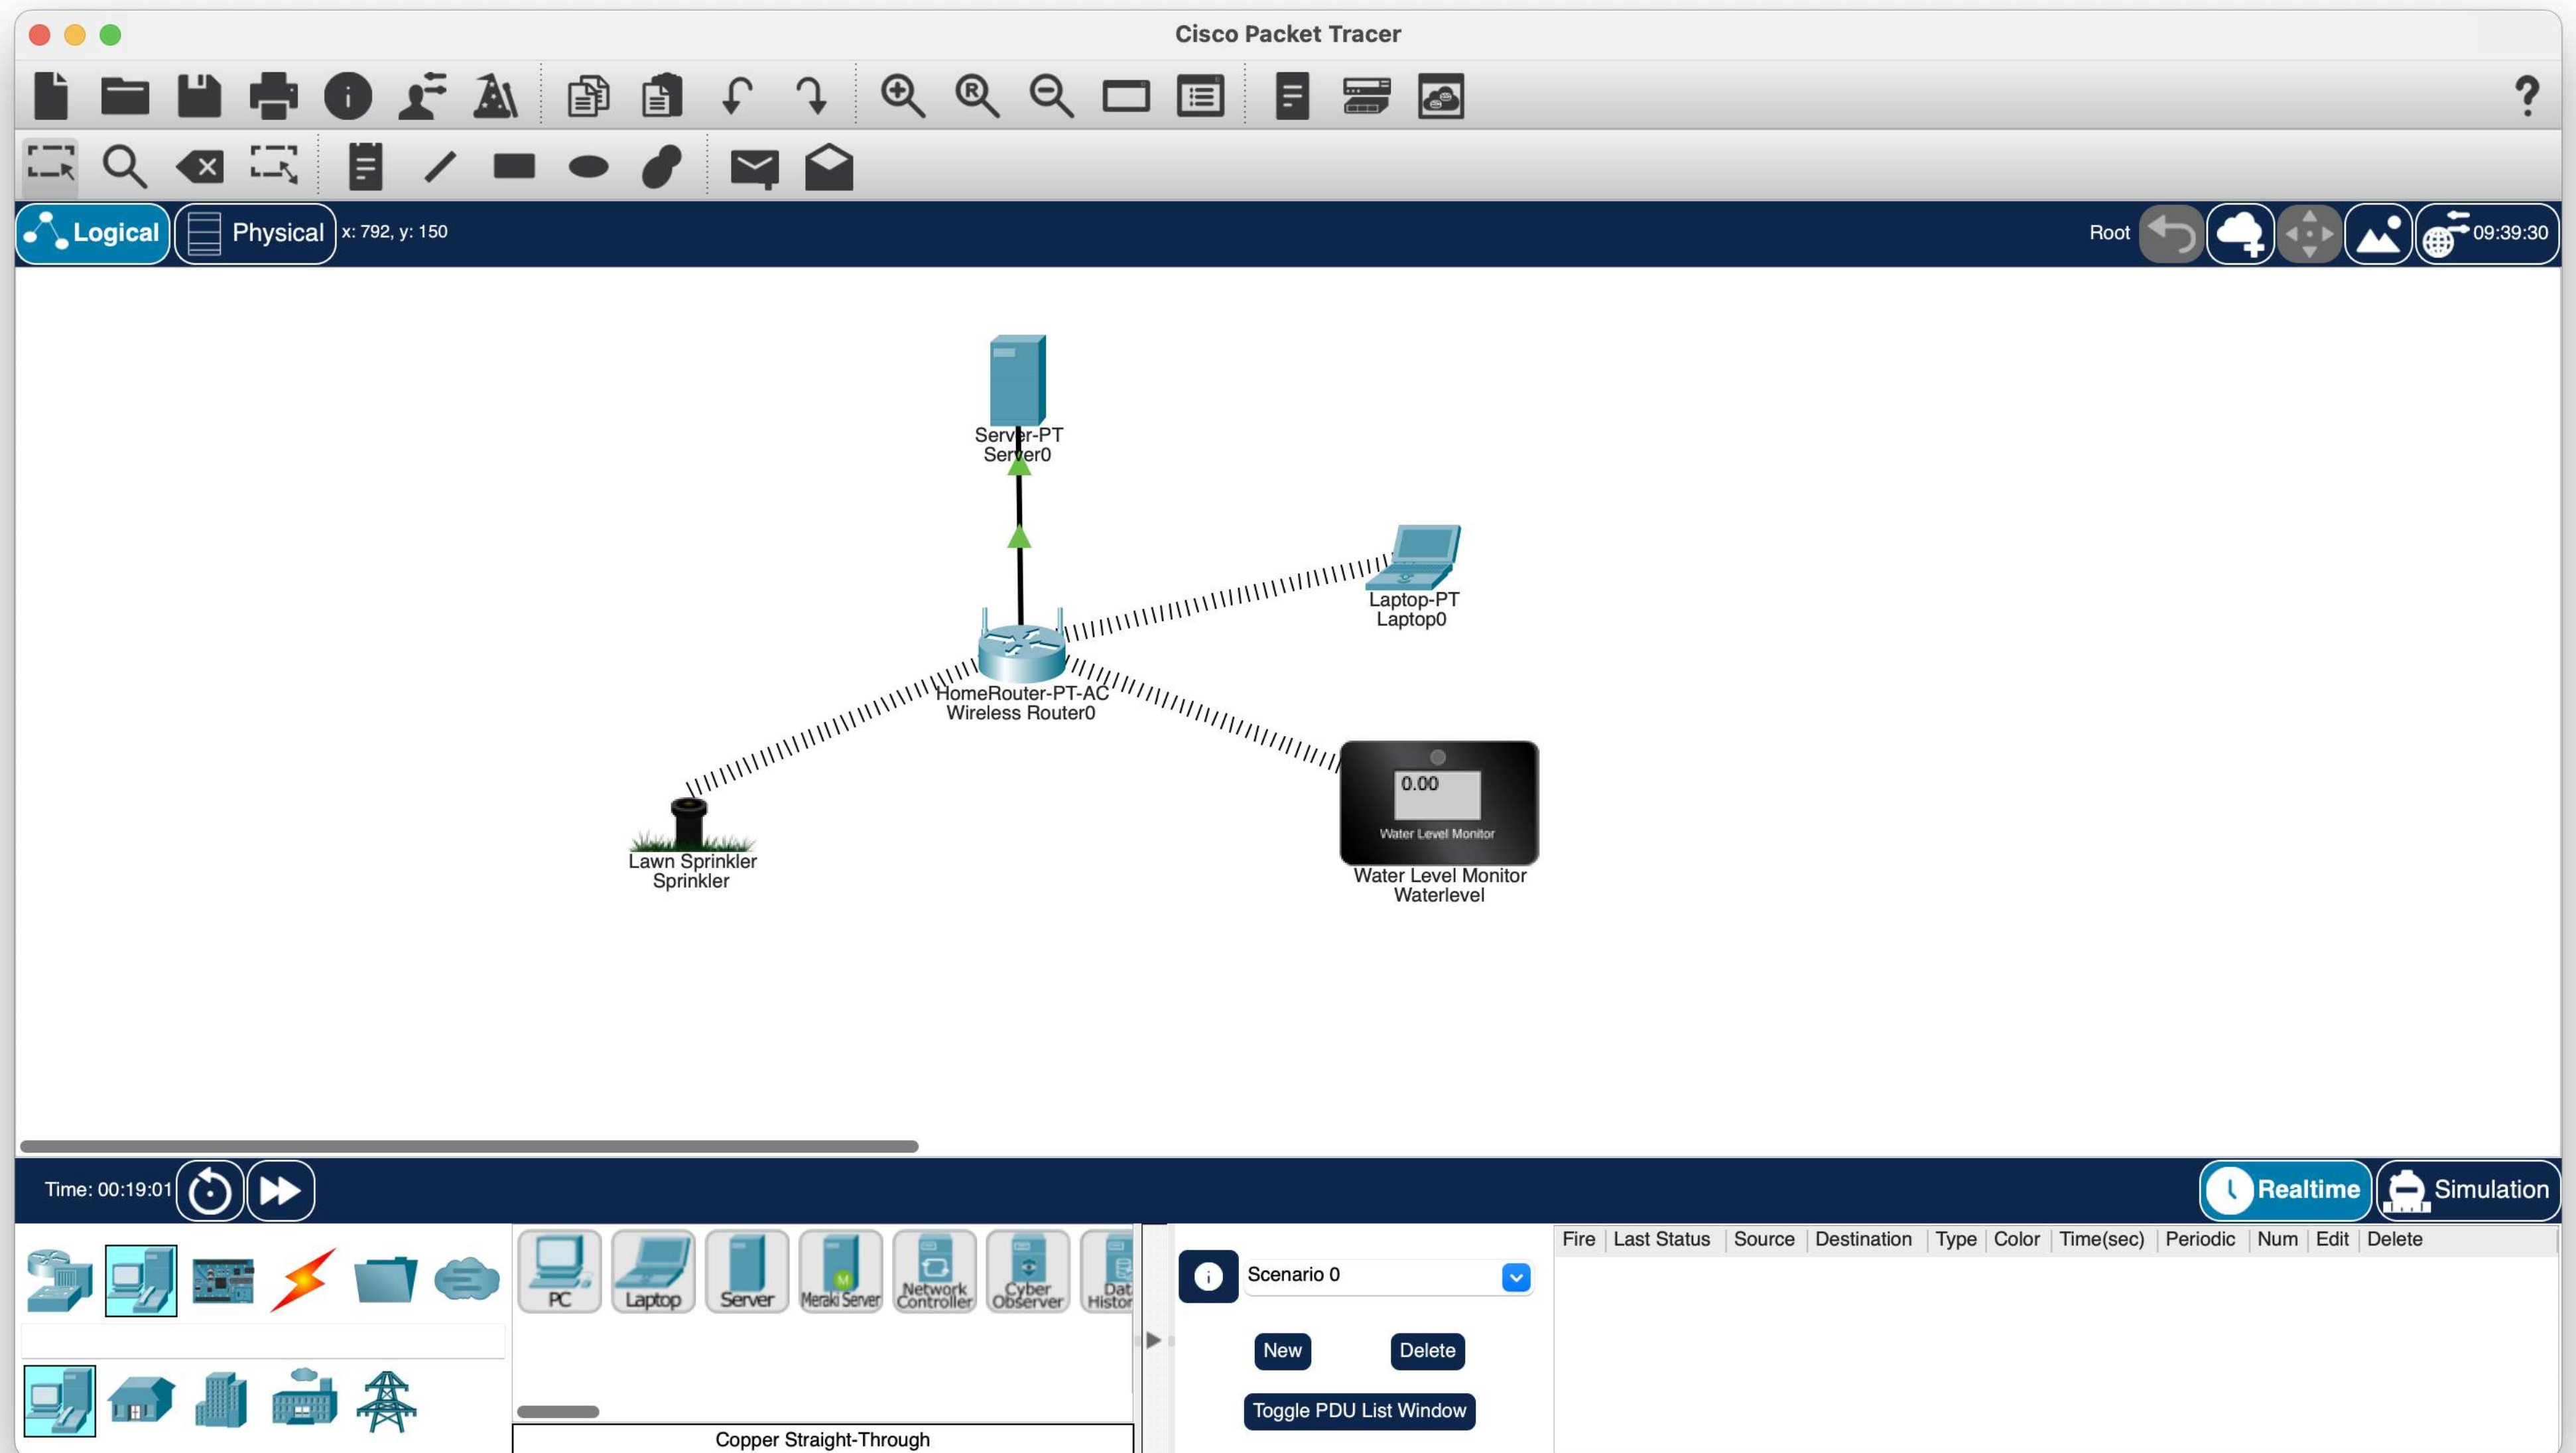 Cisco Packet Tracer
R
Logical
Physical
x: 792, y: 150
Root
09:39:30
Server-PT
Server0
Laptop-PT
Laptop0
HomeRouter-PT-AC
Wireless Router0
0.00
Water Level Monitor
Water Level Monitor
Waterlevel
Lawn Sprinkler
Sprinkler
Time: 00:19:01
Realtime
Simulation
PC
Laptop
M
Server
Meraki Server
Network
Controller
Cyber
Observer
Dat
Histor
Copper Straight-Through
Scenario 0
New
Delete
Toggle PDU List Window
Fire Last Status Source Destination Type Color Time(sec) Periodic Num Edit Delete